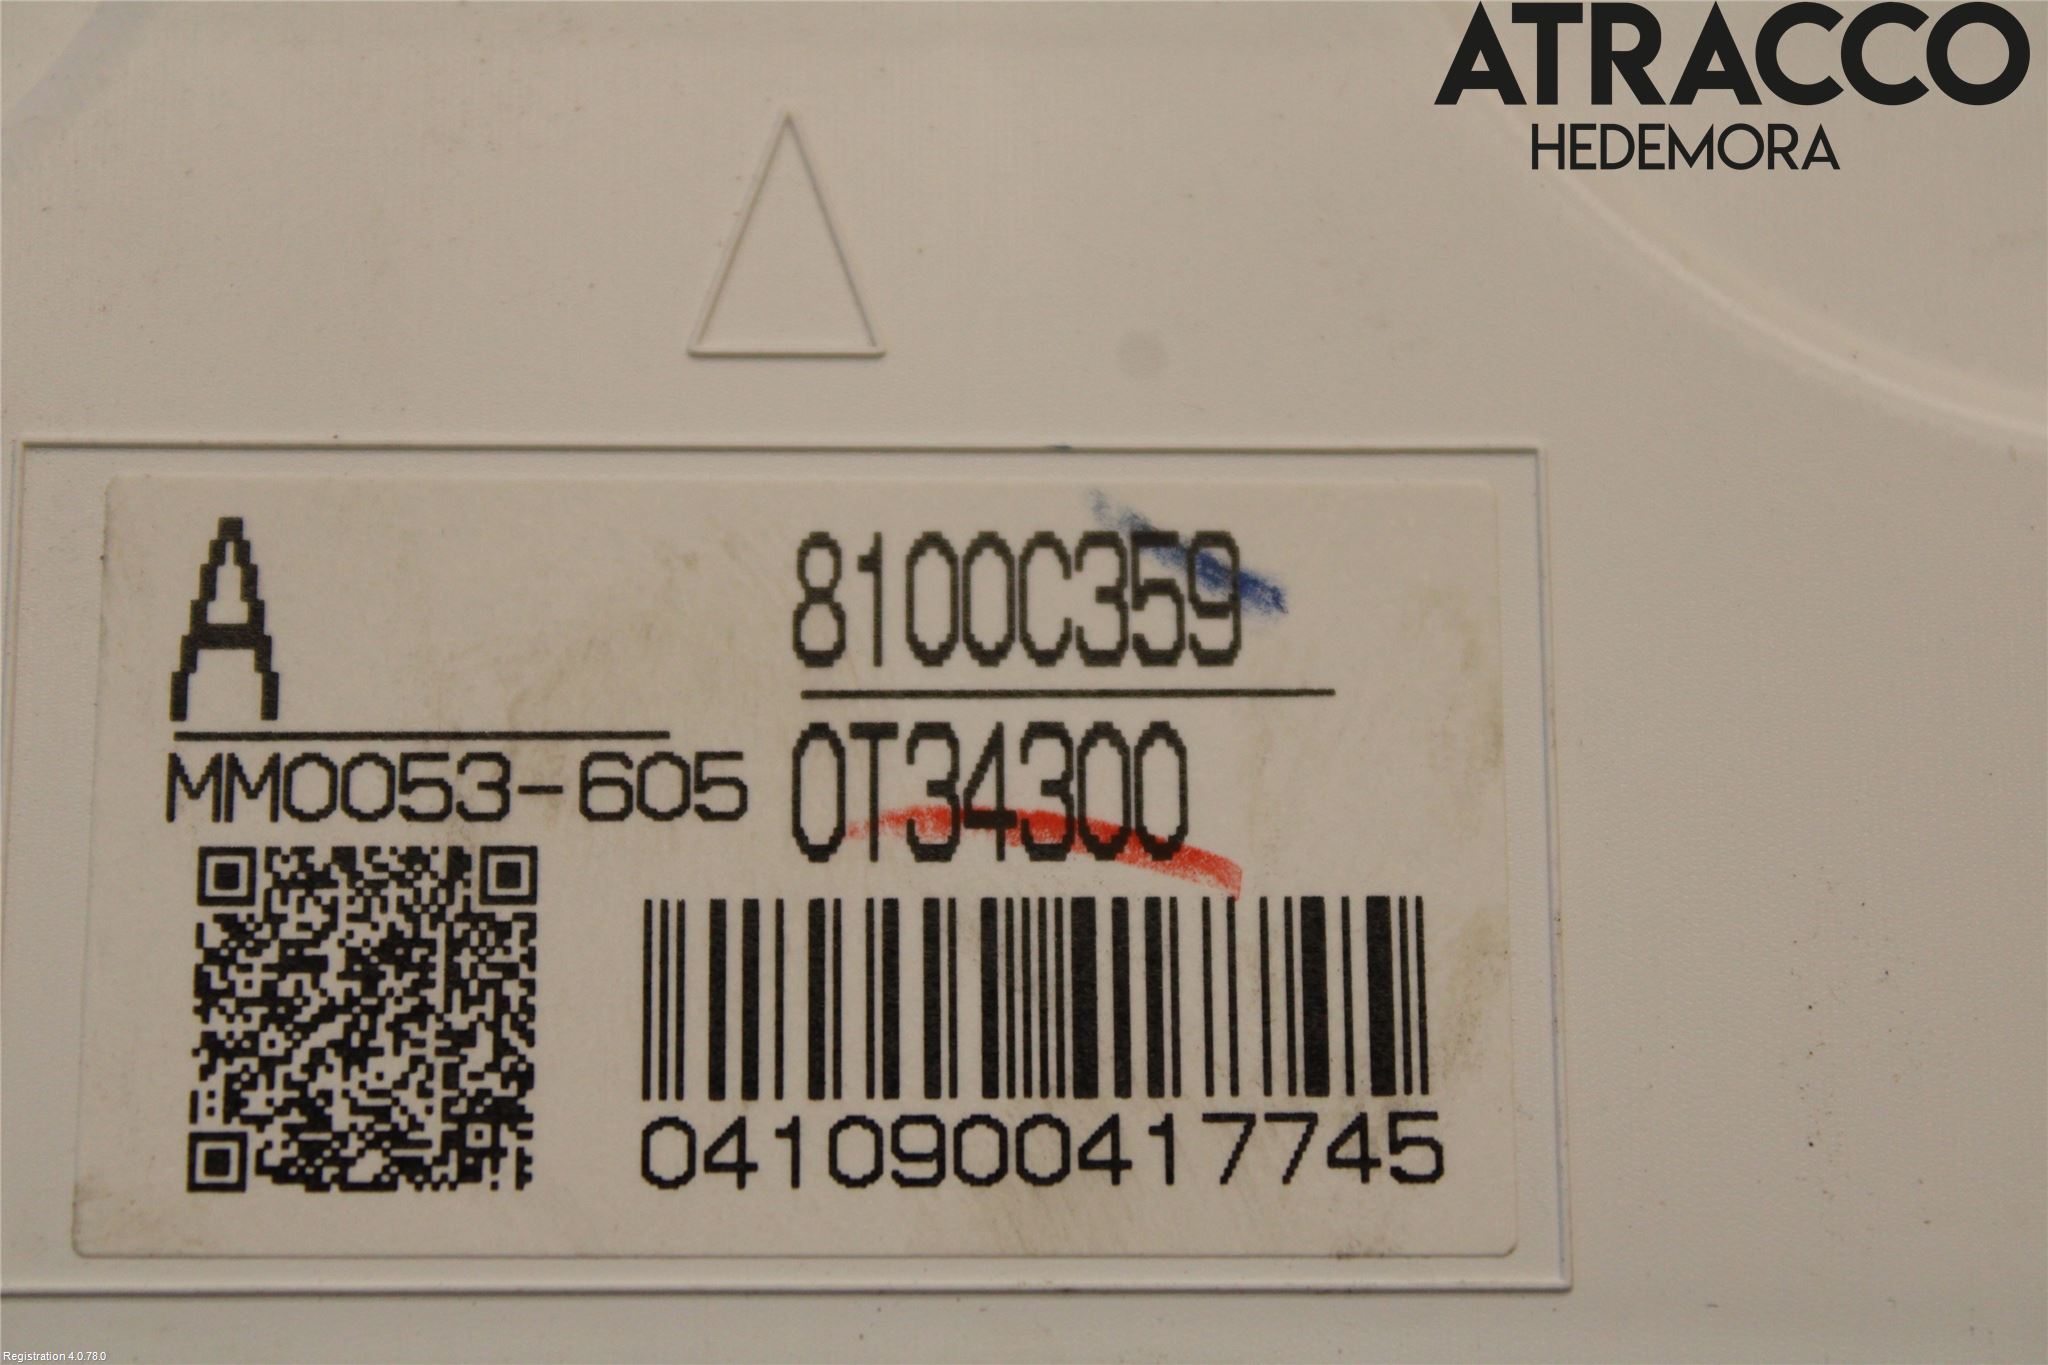 ATRACCO
HEDEMORA
A
8100C359
MM0053-605
0T34300
0410900417745
Registration 4.0.78.0